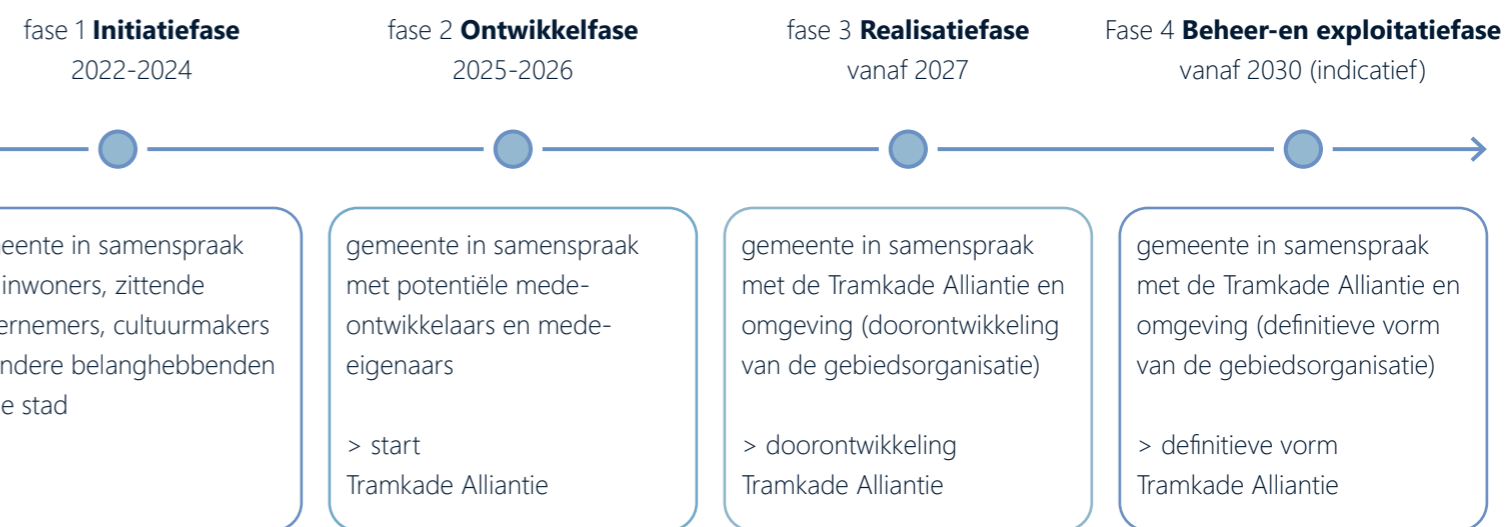 fase 1 Initiatiefase
2022-2024
fase 2 Ontwikkelfase
2025-2026
fase 3 Realisatiefase
vanaf 2027
Fase 4 Beheer-en exploitatiefase
vanaf 2030 (indicatief)
eente in samenspraak
inwoners, zittende
ernemers, cultuurmakers
ndere belanghebbenden
e stad
gemeente in samenspraak
met potentiële mede-
ontwikkelaars en mede-
eigenaars
> start
Tramkade Alliantie
gemeente in samenspraak
met de Tramkade Alliantie en
omgeving (doorontwikkeling
van de gebiedsorganisatie)
> doorontwikkeling
Tramkade Alliantie
gemeente in samenspraak
met de Tramkade Alliantie en
omgeving (definitieve vorm
van de gebiedsorganisatie)
> definitieve vorm
Tramkade Alliantie